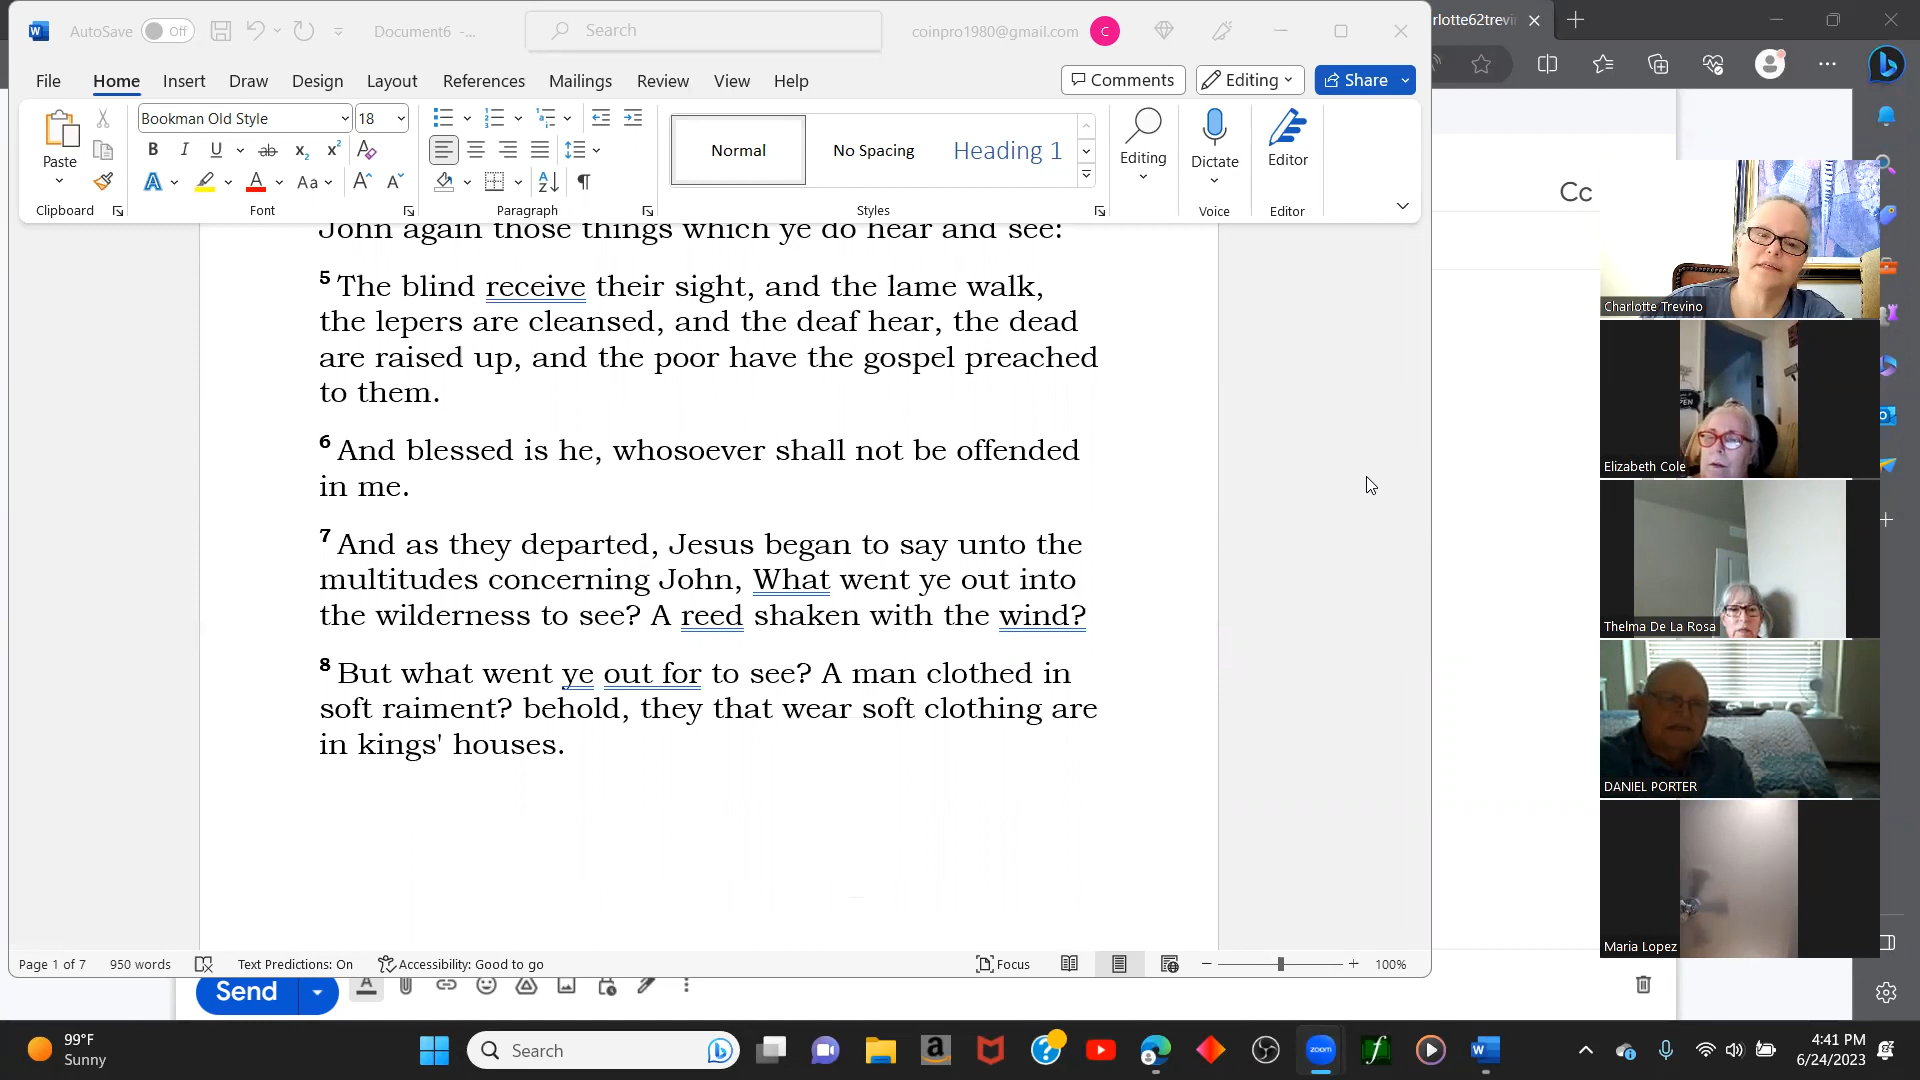 AutoSave Off Document6 -... Search coinpro1980@gmail.com C
rlotte62trevi
File Home Insert Draw Design Layout References Mailings Review View Help Comments Editing Share
Bookman Old Style 18
Paste
Normal No Spacing Heading 1
Editing Dictate Editor
Clipboard Font Paragraph Styles Voice Editor
Cc
John again those things which ye do hear and see:
5 The blind receive their sight, and the lame walk,
the lepers are cleansed, and the deaf hear, the dead
are raised up, and the poor have the gospel preached
to them.
6 And blessed is he, whosoever shall not be offended
in me.
7 And as they departed, Jesus began to say unto the
multitudes concerning John, What went ye out into
the wilderness to see? A reed shaken with the wind?
8 But what went ye out for to see? A man clothed in
soft raiment? behold, they that wear soft clothing are
in kings' houses.
Charlotte Trevino
Elizabeth Cole
Thelma De La Rosa
DANIEL PORTER
Maria Lopez
Page 1 of 7 950 words Text Predictions: On Accessibility: Good to go Focus 100%
Send
99°F
Sunny
Search
zoom
4:41 PM
6/24/2023